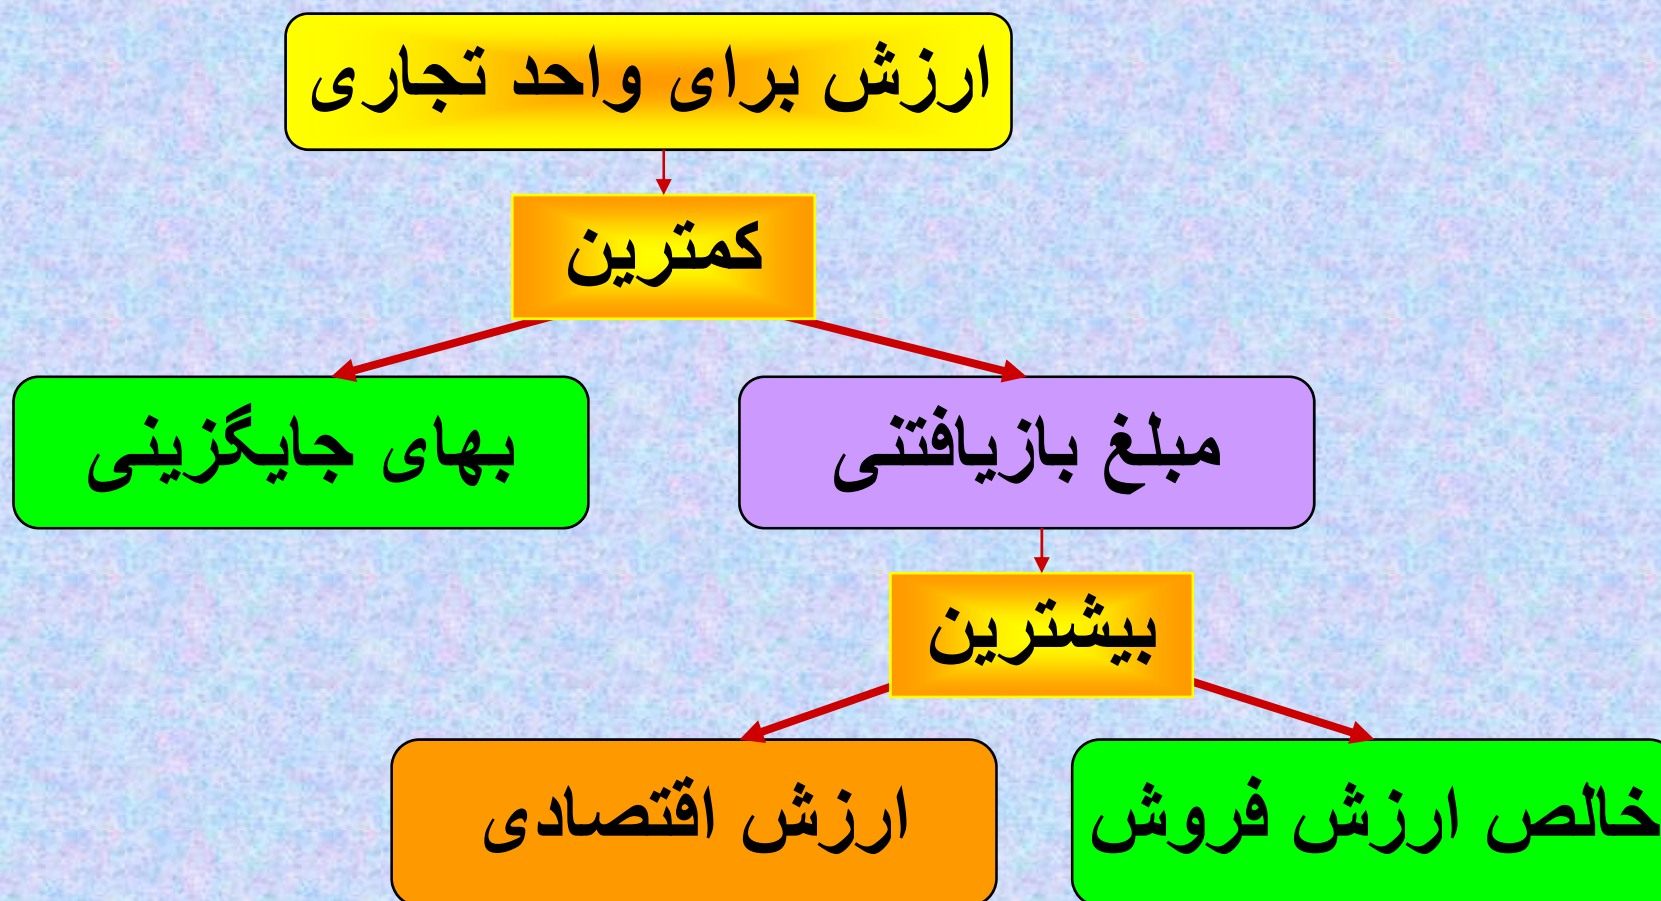 ارزش برای واحد تجاری
کمترین
مبلغ بازیافتنی
بهای جایگزینی
بیشترین
خالص ارزش فروش
ارزش اقتصادی